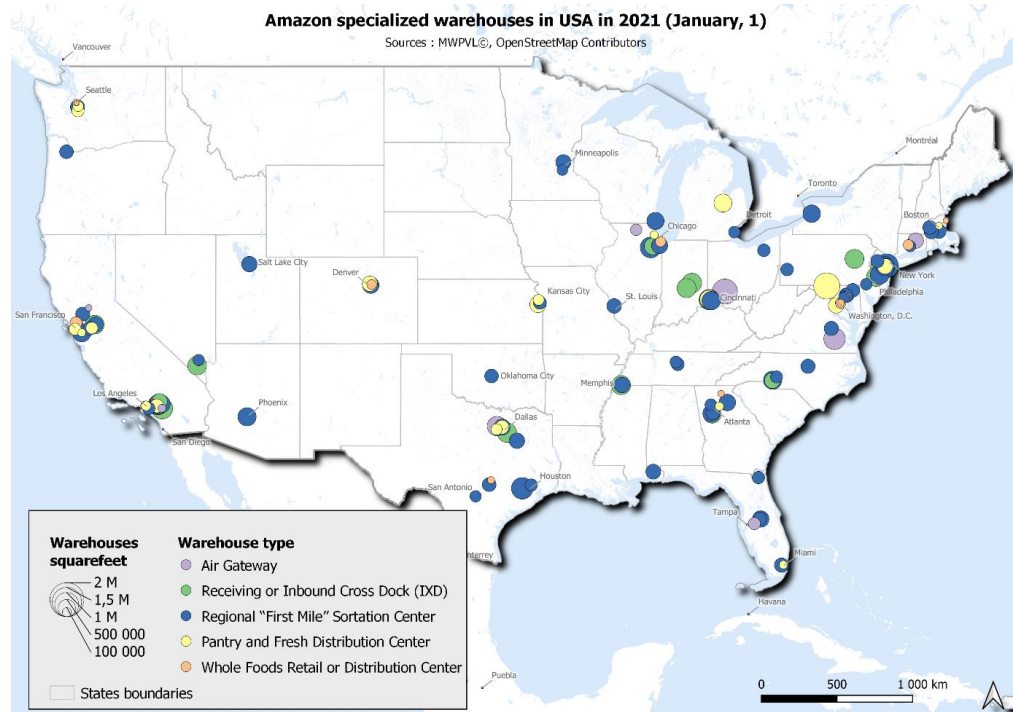 Amazon specialized warehouses in USA in 2021 (January, 1)
Sources : MWPVL©, OpenStreetMap Contributors
Vancouver
Seattle
Montréal
Minneapolis
Toronto
Boston
Detroit
Chicago
Salt Lake City
Denver
New York
Kansas City
Philadelphia
St. Louis
Cincinnati
San Francisco
Washington, D.C.
Oklahoma City
Memphis
Los Angeles
Phoenix
Dallas
Atlanta
San Diego
San Antonio
Houston
Tampa
Miami
nterrey
Havana
Puebla
Warehouses
squarefeet
2 M
1,5 M
1 M
500 000
100 000
Warehouse type
Air Gateway
Receiving or Inbound Cross Dock (IXD)
Regional “First Mile” Sortation Center
Pantry and Fresh Distribution Center
Whole Foods Retail or Distribution Center
States boundaries
0 500 1 000 km